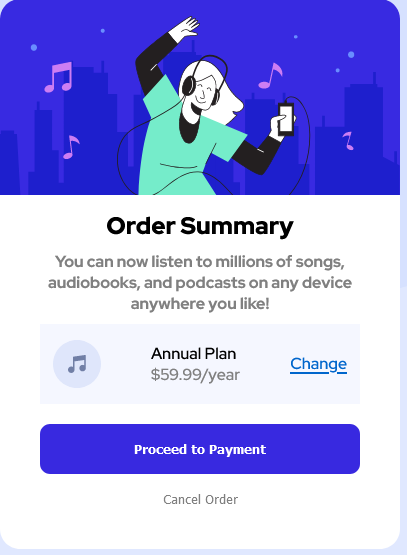 Order Summary
You can now listen to millions of songs,
audiobooks, and podcasts on any device
anywhere you like!
Annual Plan
$59.99/year
Change
Proceed to Payment
Cancel Order